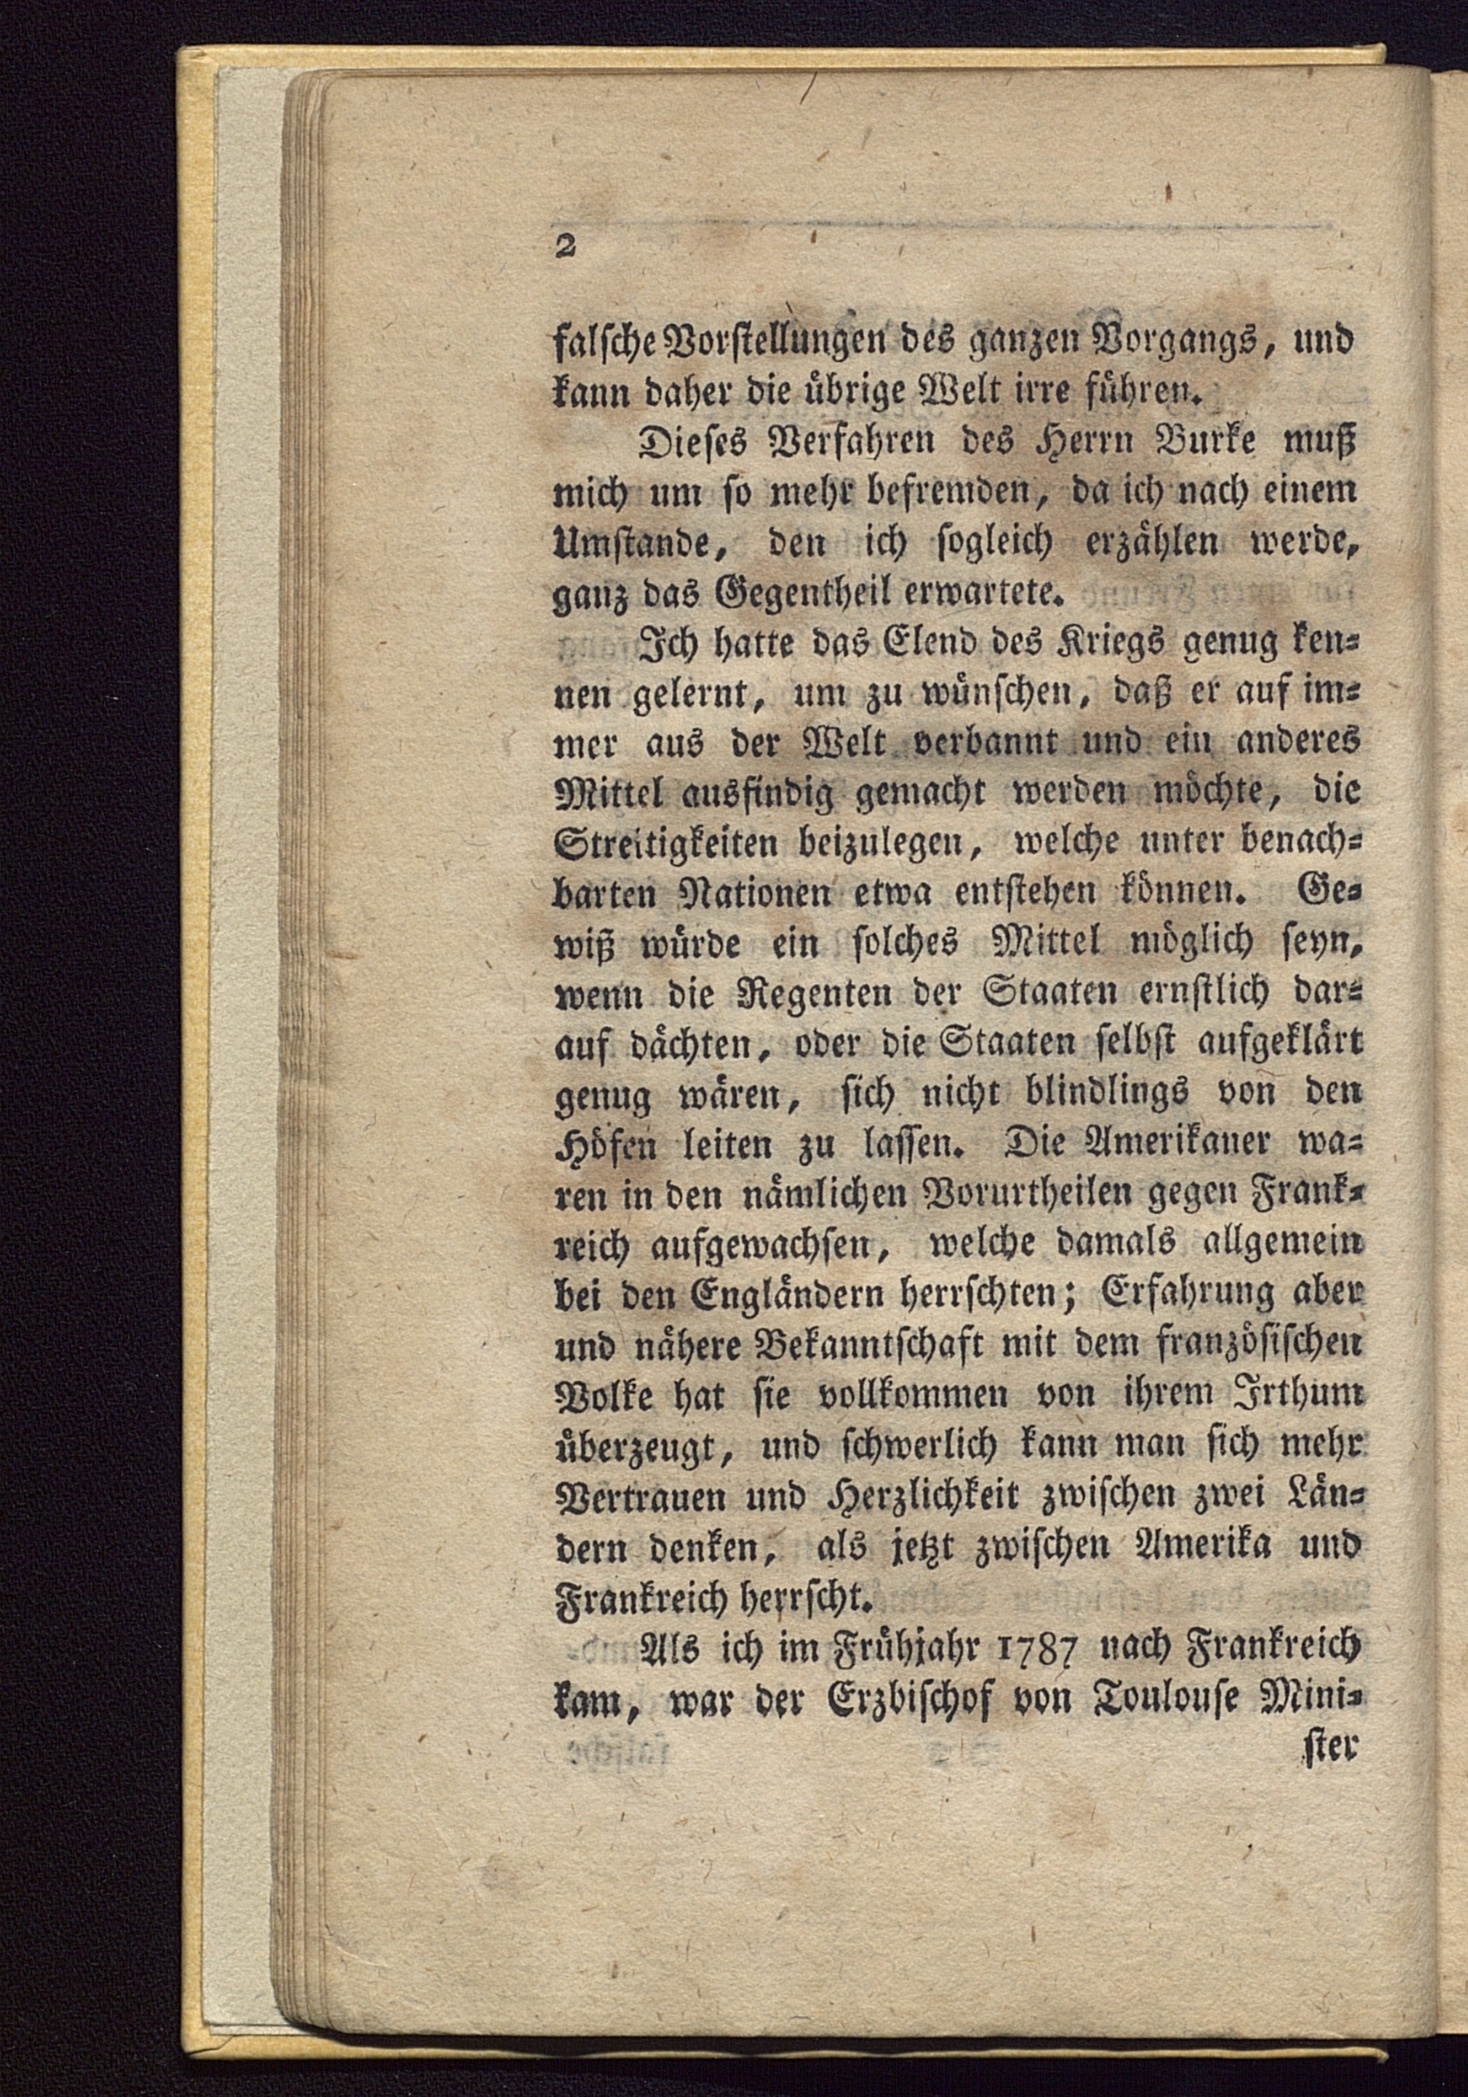 2
falsche Vorstellungen des ganzen Vorgangs, und
kann daher die übrige Welt irre führen.
Dieses Verfahren des Herrn Burke muß
mich um so mehr befremden, da ich nach einem
Umstande, den ich sogleich erzählen werde,
ganz das Gegentheil erwartete.
Ich hatte das Elend des Kriegs genug ken-
nen gelernt, um zu wünschen, daß er auf im-
mer aus der Welt verbannt und ein anderes
Mittel ausfindig gemacht werden möchte, die
Streitigkeiten beizulegen, welche unter benach-
barten Nationen etwa entstehen können. Ge-
wiß würde ein solches Mittel möglich seyn,
wenn die Regenten der Staaten ernstlich dar-
auf dächten, oder die Staaten selbst aufgeklärt
genug wären, sich nicht blindlings von den
Höfen leiten zu lassen. Die Amerikaner wa-
ren in den nämlichen Vorurtheilen gegen Frank-
reich aufgewachsen, welche damals allgemein
bei den Engländern herrschten; Erfahrung aber
und nähere Bekanntschaft mit dem französischen
Volke hat sie vollkommen von ihrem Irthum
überzeugt, und schwerlich kann man sich mehr
Vertrauen und Herzlichkeit zwischen zwei Län-
dern denken, als jetzt zwischen Amerika und
Frankreich herrscht.
Als ich im Frühjahr 1787 nach Frankreich
kam, war der Erzbischof von Toulouse Mini-
ster